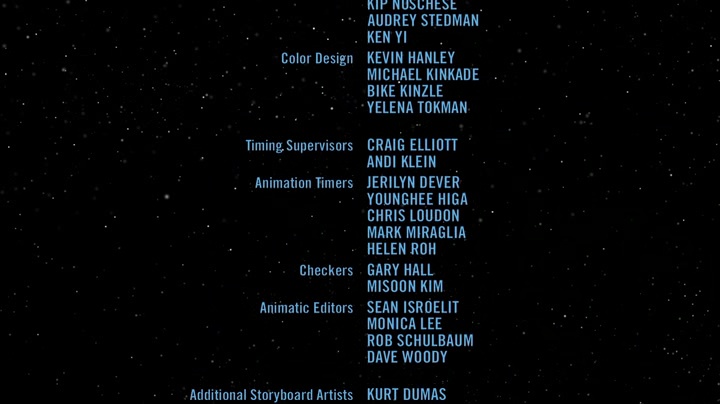 KIP NUSCHESE
AUDREY STEDMAN
KEN YI
Color Design KEVIN HANLEY
MICHAEL KINKADE
BIKE KINZLE
YELENA TOKMAN
Timing Supervisors CRAIG ELLIOTT
ANDI KLEIN
Animation Timers JERILYN DEVER
YOUNGHEE HIGA
CHRIS LOUDON
MARK MIRAGLIA
HELEN ROH
Checkers GARY HALL
MISOON KIM
Animatic Editors SEAN ISROELIT
MONICA LEE
ROB SCHULBAUM
DAVE WOODY
Additional Storyboard Artists KURT DUMAS